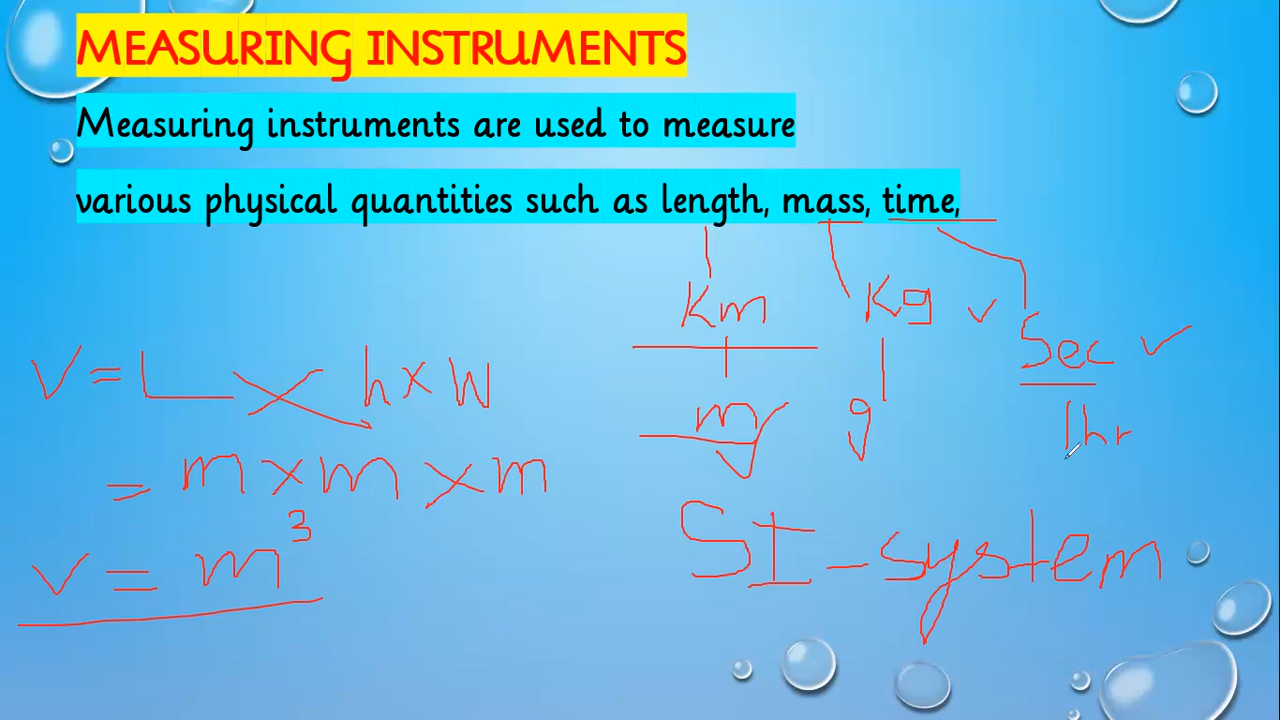 MEASURING INSTRUMENTS
Measuring instruments are used to measure
various physical quantities such as length, mass, time,
Km
Kg
Sec
m
g
1hr
V = L × h × W
= m × m × m
V = m³
SI - system